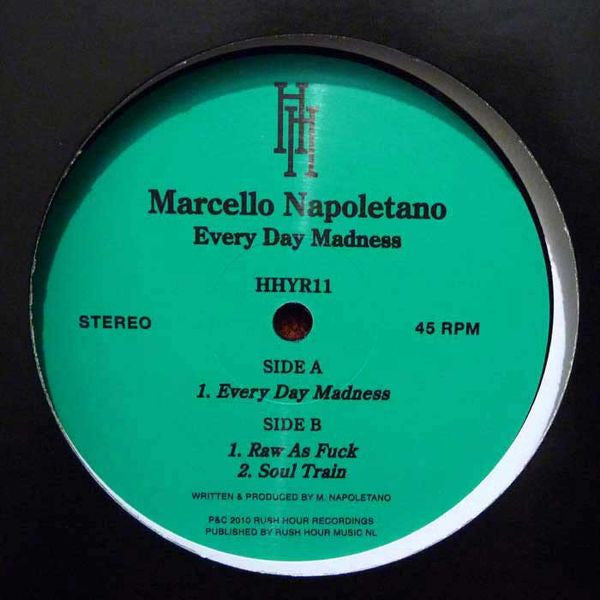 HHH
Marcello Napoletano
Every Day Madness
HHYR11
STEREO
45 RPM
SIDE A
1. Every Day Madness
SIDE B
1. Raw As Fuck
2. Soul Train
WRITTEN & PRODUCED BY M. NAPOLETANO
P&C 2010 RUSH HOUR RECORDINGS
PUBLISHED BY RUSH HOUR MUSIC NL